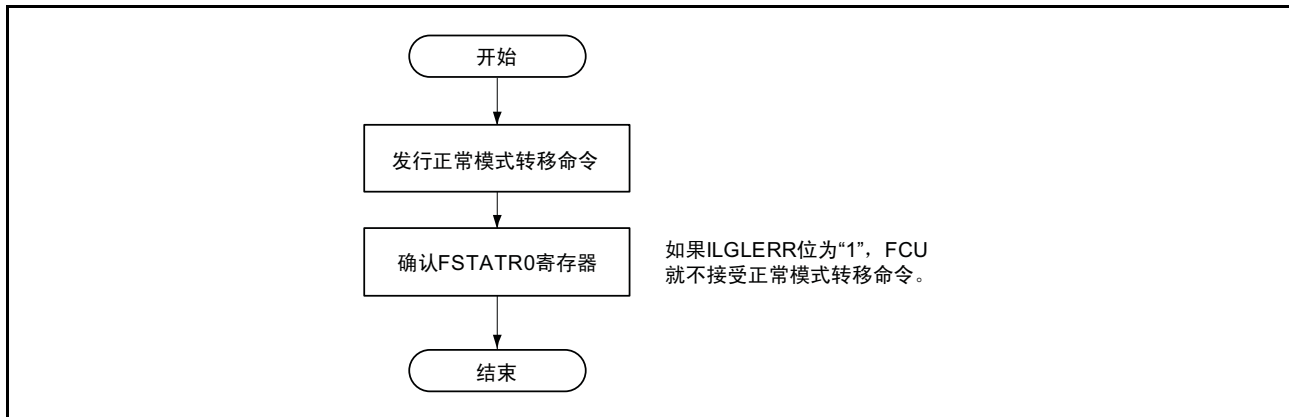 开始
发行正常模式转移命令
确认FSTATR0寄存器
如果ILGLERR位为“1”，FCU
就不接受正常模式转移命令。
结束